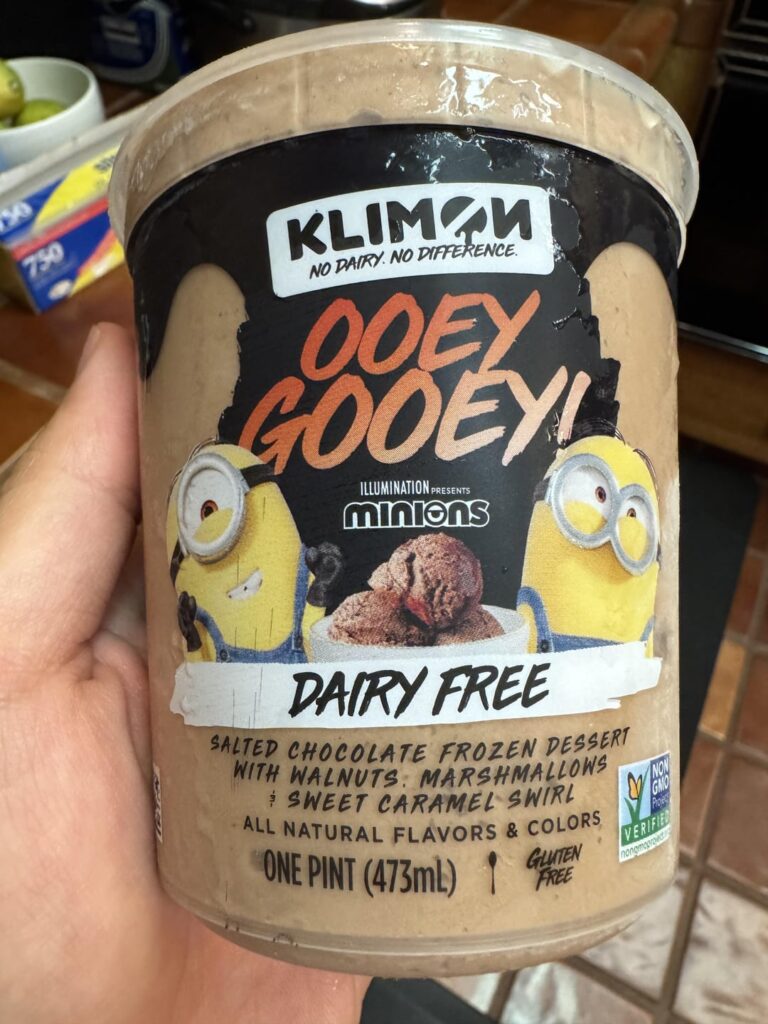 KLIMON
NO DAIRY. NO DIFFERENCE.
OOEY
GOOEY!
ILLUMINATION PRESENTS
MINIONS
DAIRY FREE
SALTED CHOCOLATE FROZEN DESSERT
WITH WALNUTS, MARSHMALLOWS
& SWEET CARAMEL SWIRL
ALL NATURAL FLAVORS & COLORS
ONE PINT (473mL)
GLUTEN
FREE
NON
GMO
Project
VERIFIED
nongmoproject.
750
750